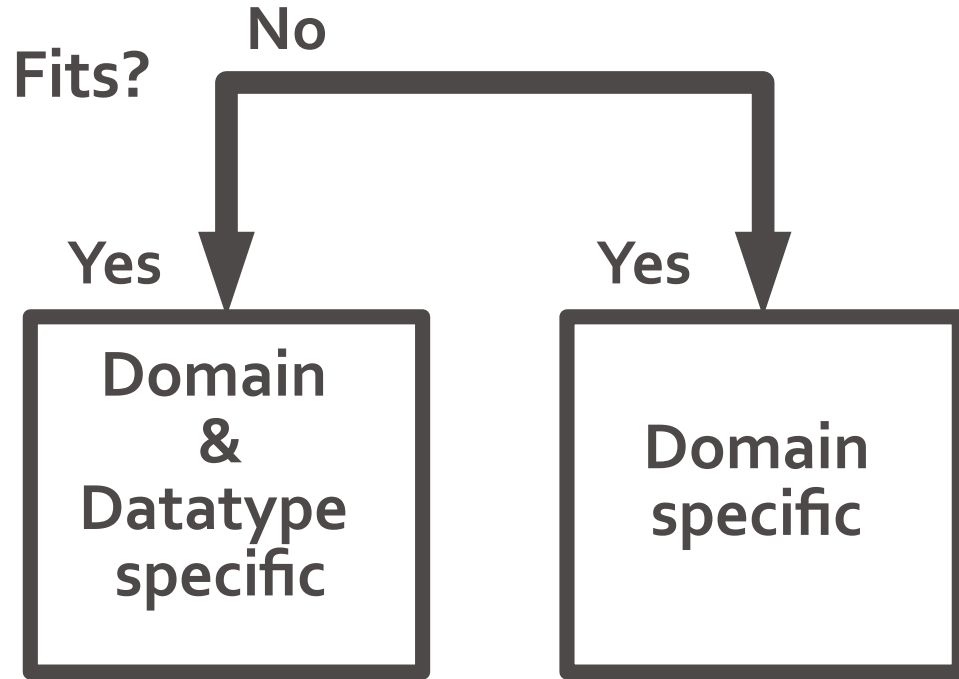 No
Fits?
Yes
Yes
Domain
&
Datatype
specific
Domain
specific